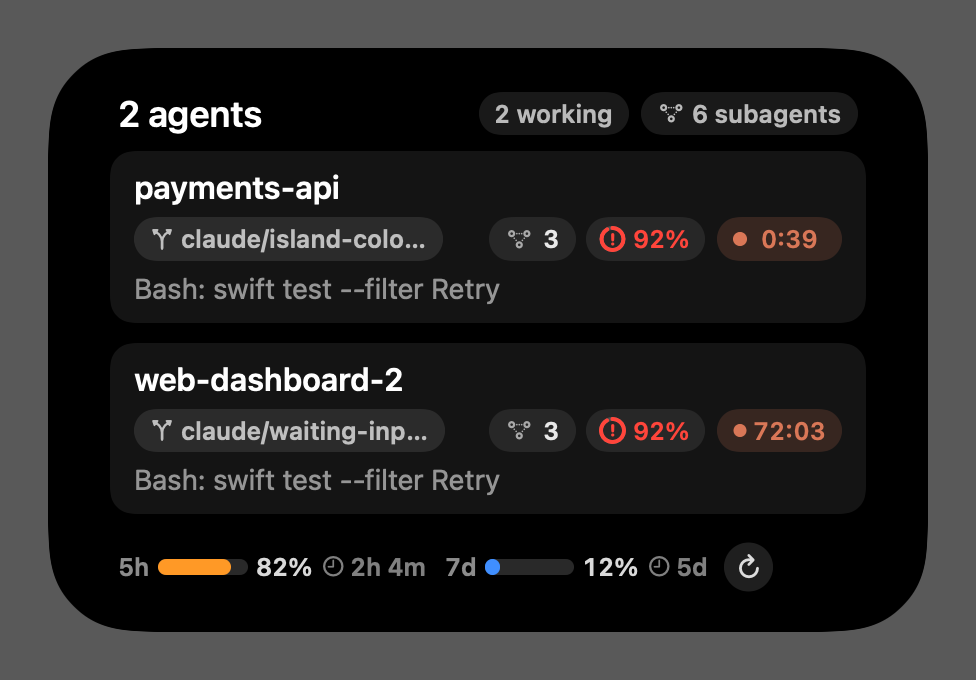 2 agents 2 working 6 subagents
payments-api
claude/island-colo... 3 92% 0:39
Bash: swift test --filter Retry
web-dashboard-2
claude/waiting-inp... 3 92% 72:03
Bash: swift test --filter Retry
5h 82% 2h 4m 7d 12% 5d